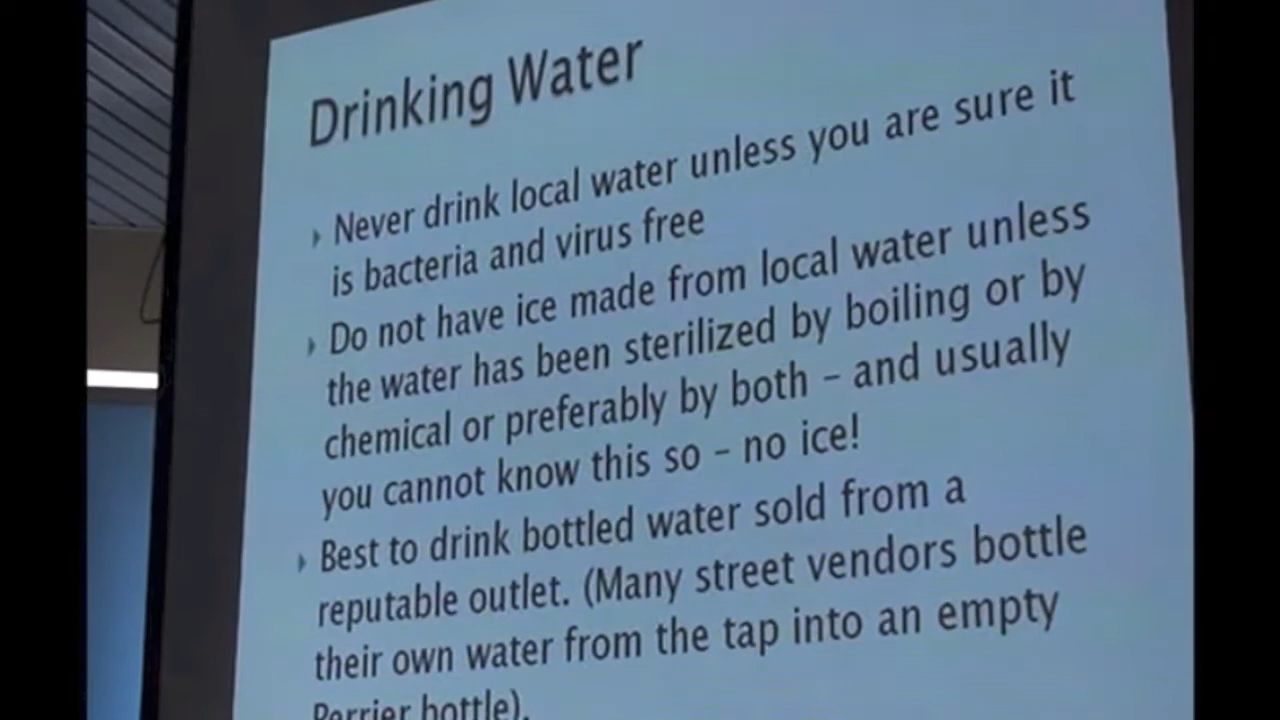 Drinking Water
Never drink local water unless you are sure it
is bacteria and virus free
Do not have ice made from local water unless
the water has been sterilized by boiling or by
chemical or preferably by both – and usually
you cannot know this so – no ice!
Best to drink bottled water sold from a
reputable outlet. (Many street vendors bottle
their own water from the tap into an empty
Perrier bottle).